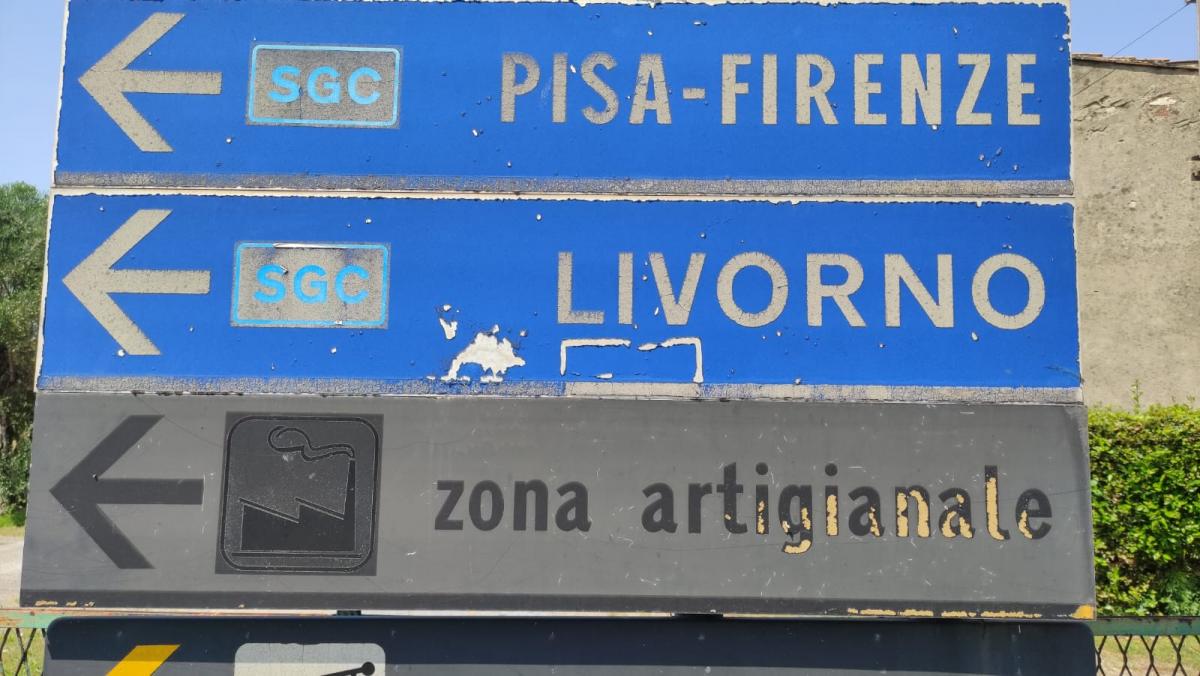 SGC PISA-FIRENZE
SGC LIVORNO
zona artigianale